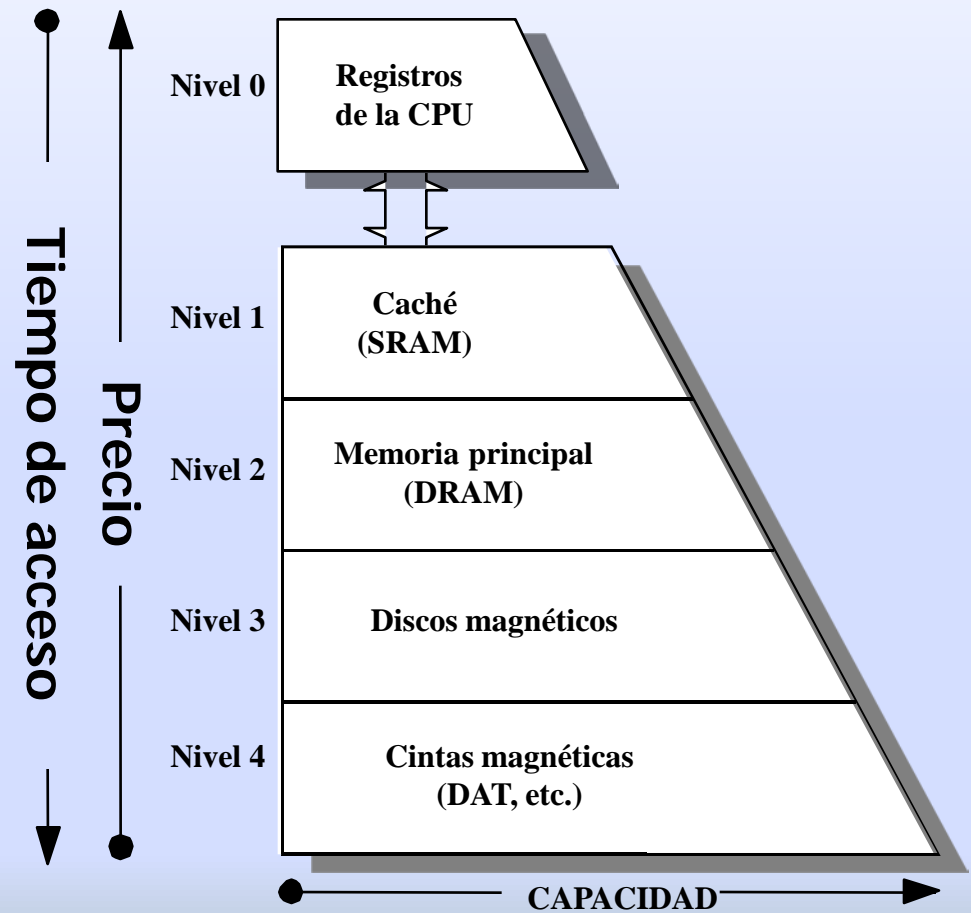 Tiempo de acceso
Precio
Nivel 0
Registros
de la CPU
Nivel 1
Caché
(SRAM)
Nivel 2
Memoria principal
(DRAM)
Nivel 3
Discos magnéticos
Nivel 4
Cintas magnéticas
(DAT, etc.)
CAPACIDAD